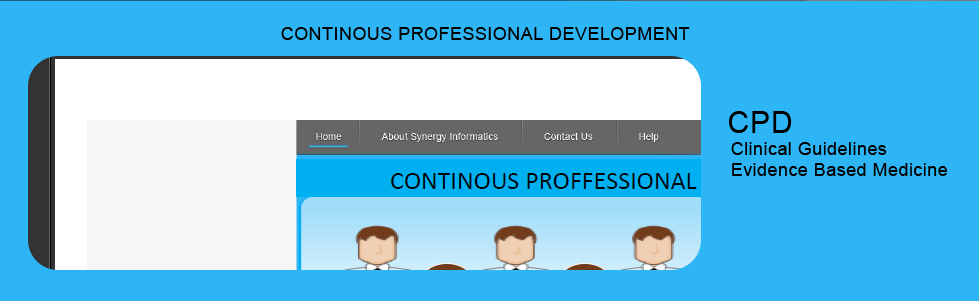 CONTINOUS PROFESSIONAL DEVELOPMENT
Home About Synergy Informatics Contact Us Help
CONTINOUS PROFFESSIONAL
CPD
Clinical Guidelines
Evidence Based Medicine